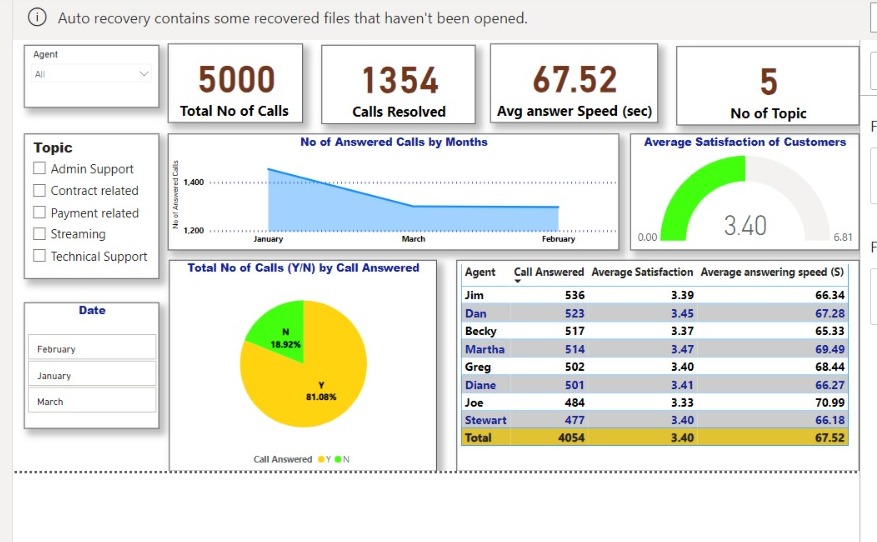 Auto recovery contains some recovered files that haven't been opened.
Agent
All
5000
Total No of Calls
1354
Calls Resolved
67.52
Avg answer Speed (sec)
5
No of Topic
Topic
Admin Support
Contract related
Payment related
Streaming
Technical Support
No of Answered Calls by Months
No of Answered Calls
1,400
1,200
January March February
Average Satisfaction of Customers
3.40
0.00 6.81
Date
February
January
March
Total No of Calls (Y/N) by Call Answered
N
18.92%
Y
81.08%
Call Answered Y N
Agent Call Answered Average Satisfaction Average answering speed (S)
Jim 536 3.39 66.34
Dan 523 3.45 67.28
Becky 517 3.37 65.33
Martha 514 3.47 69.49
Greg 502 3.40 68.44
Diane 501 3.41 66.27
Joe 484 3.33 70.99
Stewart 477 3.40 66.18
Total 4054 3.40 67.52
F
F